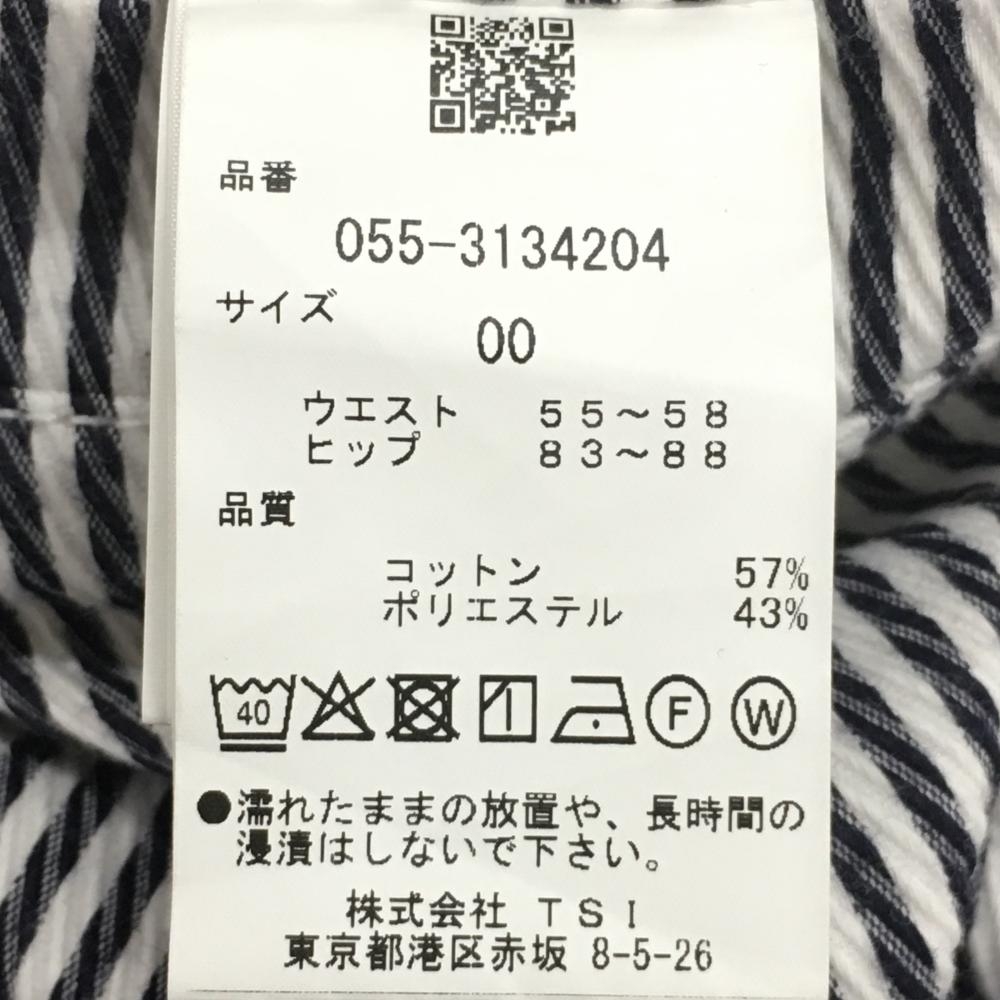 品番
055-3134204
サイズ
00
ウエスト 55～58
ヒップ 83～88
品質
コットン 57%
ポリエステル 43%
40 F W
●濡れたままの放置や、長時間の
浸漬はしないで下さい。
株式会社 TSI
東京都港区赤坂 8-5-26